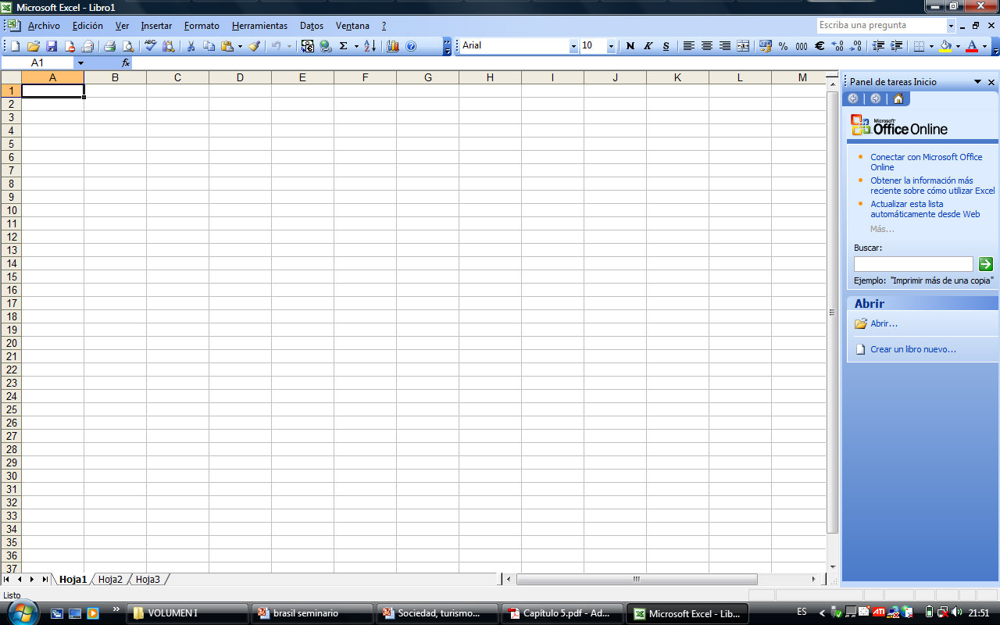 Microsoft Excel - Libro1
Archivo Edición Ver Insertar Formato Herramientas Datos Ventana ?
Escriba una pregunta
Arial 10 N K S % 000 €
A1 fx
A B C D E F G H I J K L M
1
2
3
4
5
6
7
8
9
10
11
12
13
14
15
16
17
18
19
20
21
22
23
24
25
26
27
28
29
30
31
32
33
34
35
36
37
Panel de tareas Inicio
Microsoft
Office Online
Conectar con Microsoft Office
Online
Obtener la información más
reciente sobre cómo utilizar Excel
Actualizar esta lista
automáticamente desde Web
Más...
Buscar:
Ejemplo: "Imprimir más de una copia"
Abrir
Abrir...
Crear un libro nuevo...
Hoja1 Hoja2 Hoja3
Listo
VOLUMEN I
brasil seminario
Sociedad, turismo...
Capítulo 5.pdf - Ad...
Microsoft Excel - Lib...
ES
ATI
21:51